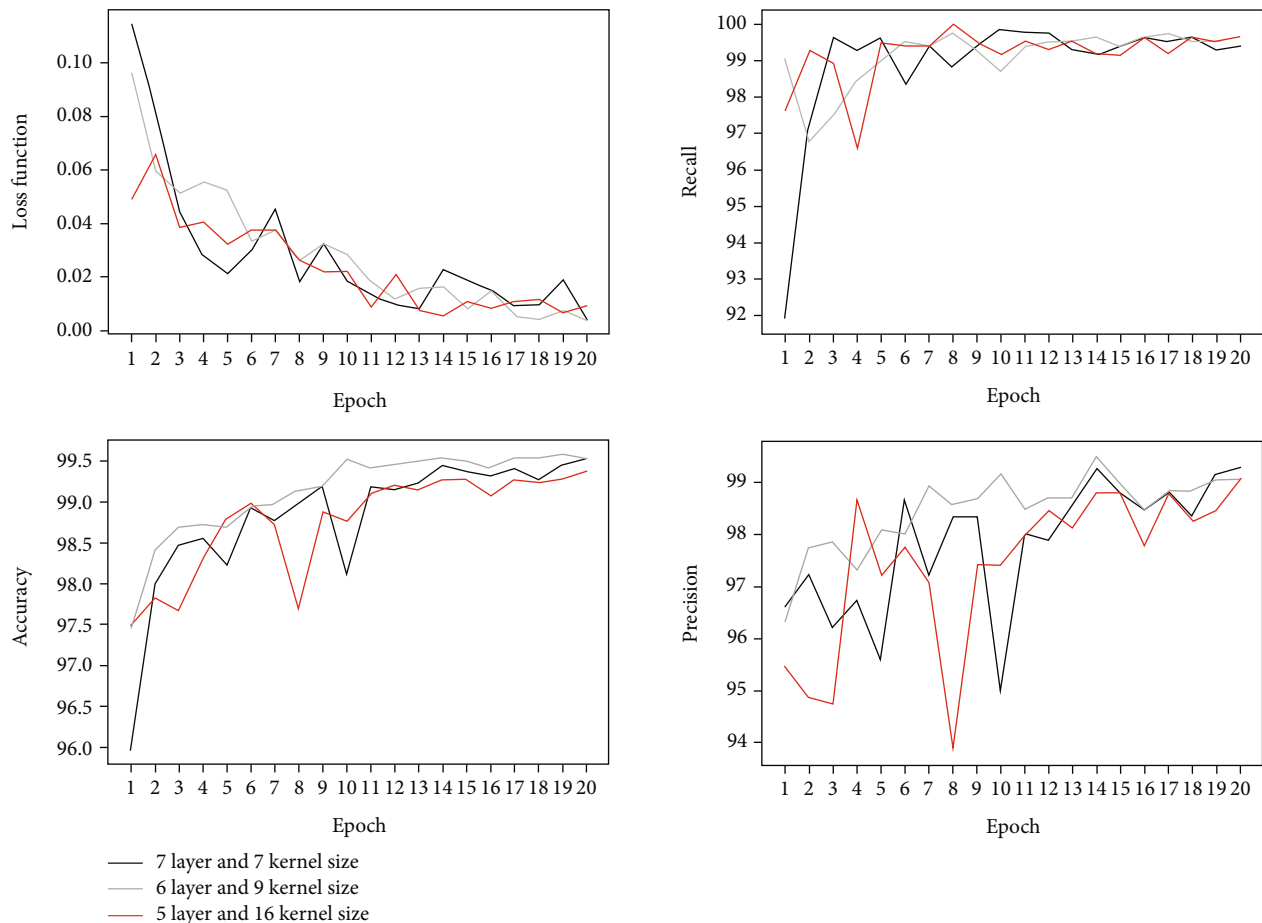 Loss function
0.10
0.08
0.06
0.04
0.02
0.00
1 2 3 4 5 6 7 8 9 10 11 12 13 14 15 16 17 18 19 20
Epoch
Recall
100
99
98
97
96
95
94
93
92
1 2 3 4 5 6 7 8 9 10 11 12 13 14 15 16 17 18 19 20
Epoch
Accuracy
99.5
99.0
98.5
98.0
97.5
97.0
96.5
96.0
1 2 3 4 5 6 7 8 9 10 11 12 13 14 15 16 17 18 19 20
Epoch
Precision
99
98
97
96
95
94
1 2 3 4 5 6 7 8 9 10 11 12 13 14 15 16 17 18 19 20
Epoch
7 layer and 7 kernel size
6 layer and 9 kernel size
5 layer and 16 kernel size